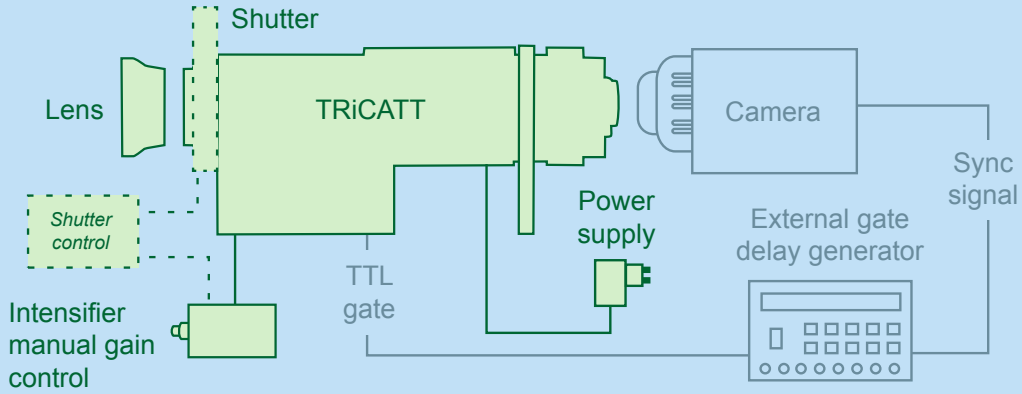 Shutter
Lens
TRiCATT
Camera
Sync
signal
Shutter
control
Power
supply
External gate
delay generator
TTL
gate
Intensifier
manual gain
control